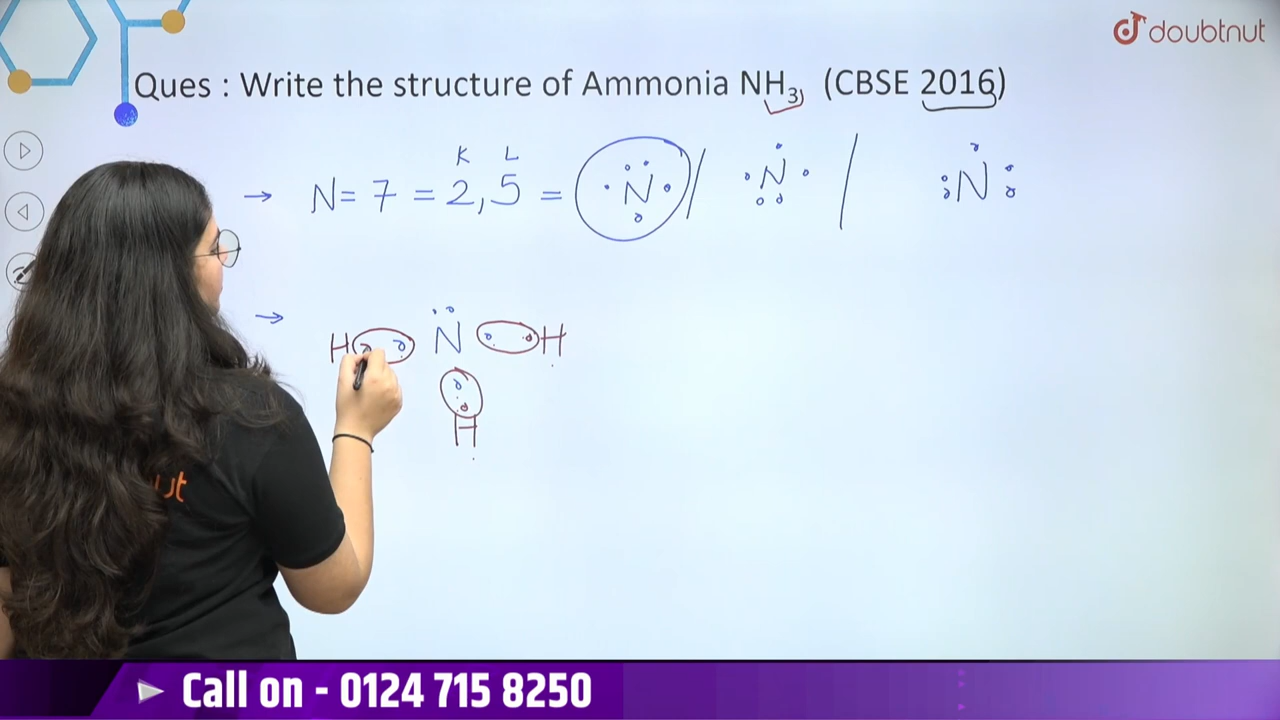 doubtnut
Ques : Write the structure of Ammonia NH3 (CBSE 2016)
K L
→ N = 7 = 2,5 = N / N / N
→ H N H
H
ut
Call on - 0124 715 8250